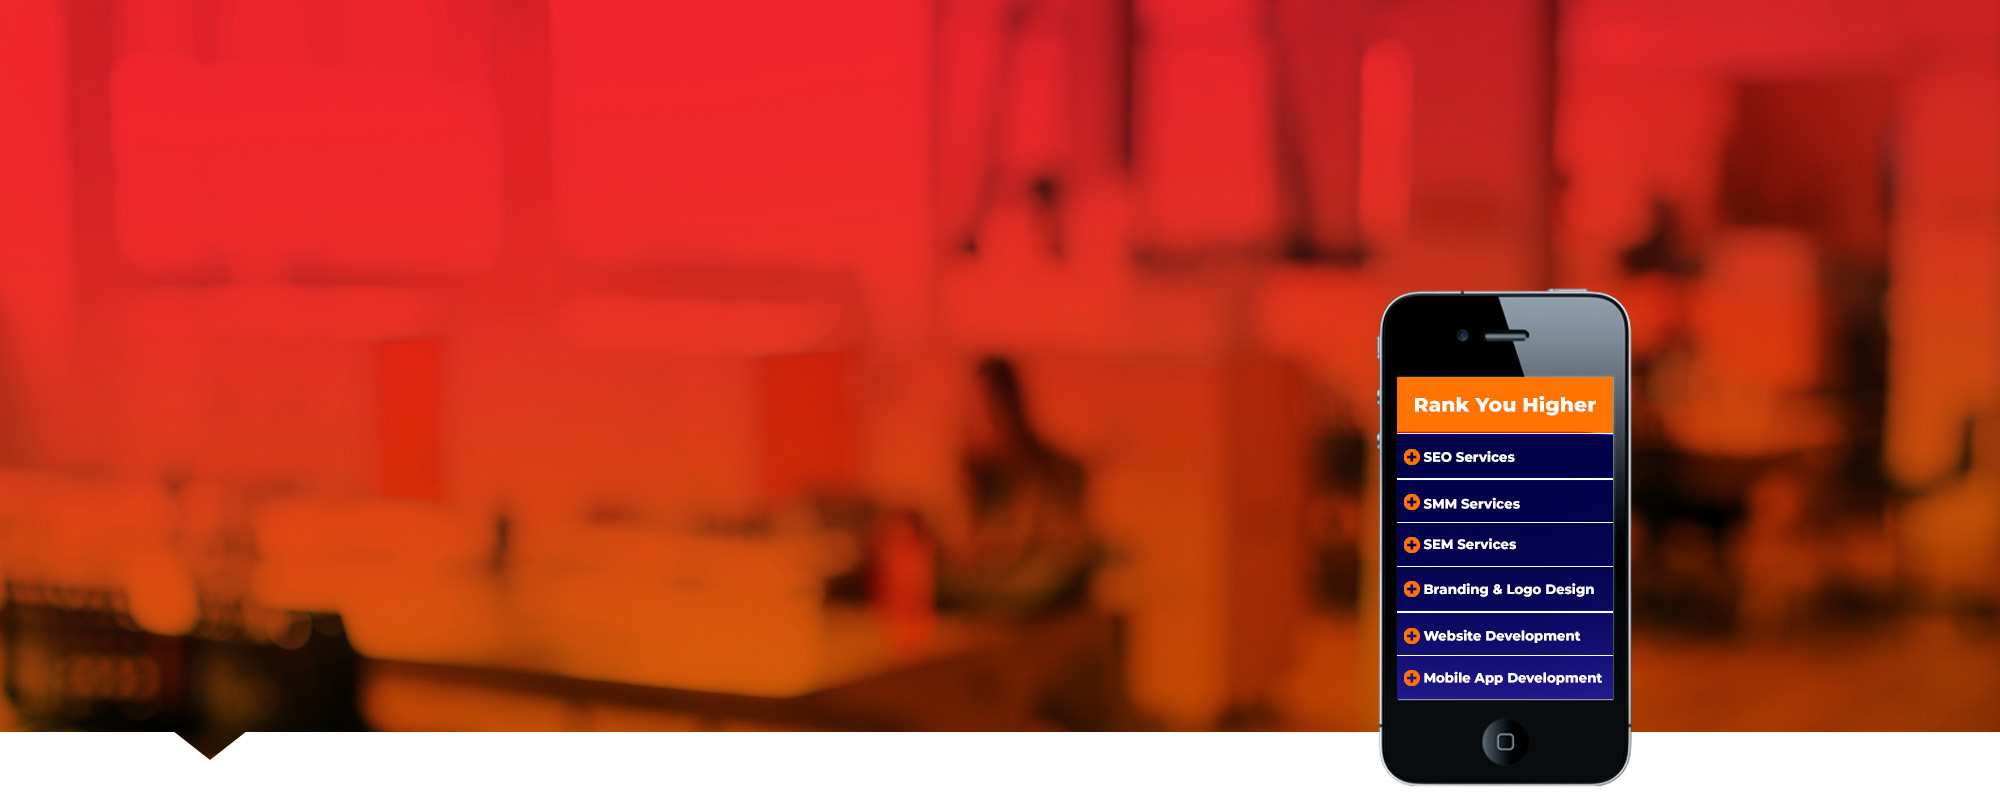 Rank You Higher
SEO Services
SMM Services
SEM Services
Branding & Logo Design
Website Development
Mobile App Development